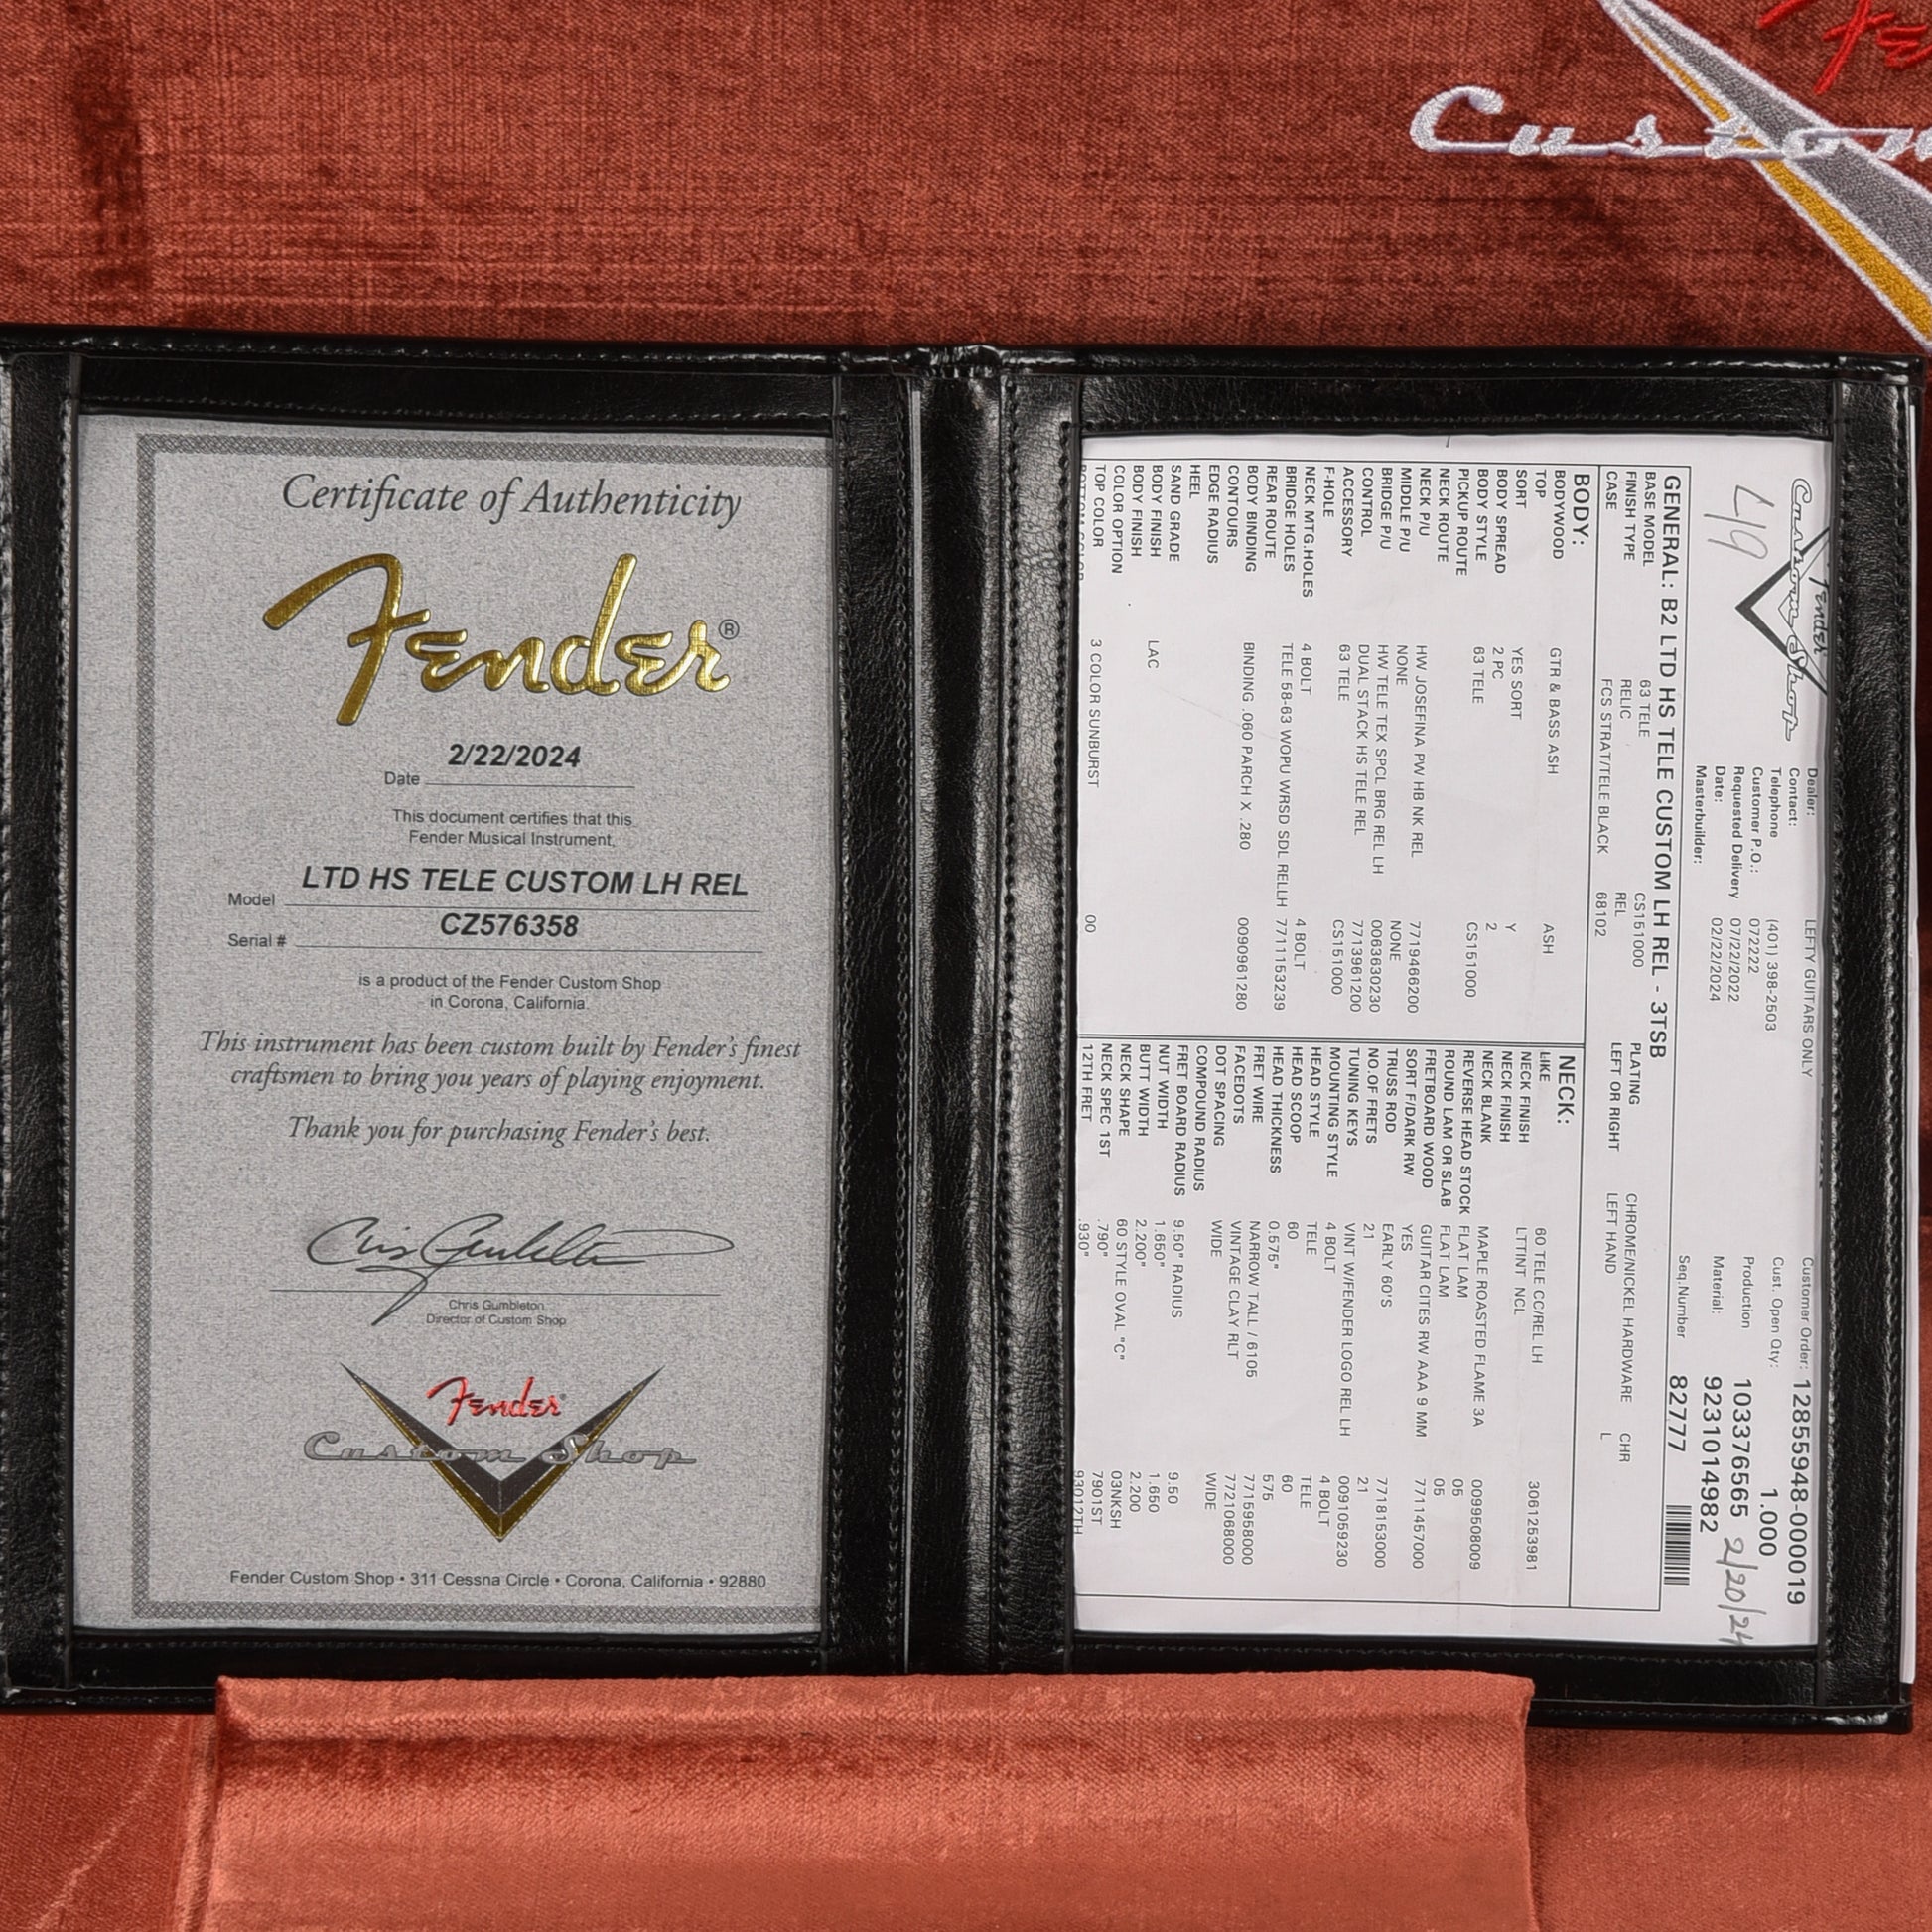 Fe
Custom
Certificate of Authenticity
Fender®
2/22/2024
Date
This document certifies that this
Fender Musical Instrument,
LTD HS TELE CUSTOM LH REL
Model
CZ576358
Serial #
is a product of the Fender Custom Shop
in Corona, California.
This instrument has been custom built by Fender's finest
craftsmen to bring you years of playing enjoyment.
Thank you for purchasing Fender's best.
Chris Gumbleton
Director of Custom Shop
Fender
Custom Shop
Fender Custom Shop • 311 Cessna Circle • Corona, California • 92880
Fender
Custom Shop
Dealer: LEFTY GUITARS ONLY
Contact:
Telephone (401) 398-2503
Customer P.O.: 072222
Requested Delivery 07/22/2022
Date: 02/22/2024
Masterbuilder:
Customer Order: 12855948-000019
Cust. Open Qty: 1.000
Production 103376565
Material: 9231014982
Seq.Number 82777
2/20/24
GENERAL: B2 LTD HS TELE CUSTOM LH REL - 3TSB
BASE MODEL 63 TELE CS151000 PLATING CHROME/NICKEL HARDWARE CHR
FINISH TYPE RELIC REL LEFT OR RIGHT LEFT HAND L
CASE FCS STRAT/TELE BLACK 68102
BODY:
BODYWOOD GTR & BASS ASH ASH
TOP
SORT YES SORT Y
BODY SPREAD 2 PC 2
BODY STYLE 63 TELE CS151000
PICKUP ROUTE
NECK ROUTE
NECK P/U HW JOSEFINA PW HB NK REL 7719466200
MIDDLE P/U NONE NONE
BRIDGE P/U HW TELE TEX SPCL BRG REL LH 0063630230
CONTROL DUAL STACK HS TELE REL 7713961200
ACCESSORY 63 TELE CS151000
F-HOLE
NECK MTG.HOLES 4 BOLT 4 BOLT
BRIDGE HOLES TELE 58-63 WOPU WRSD SDL RELLH 7711153239
REAR ROUTE
BODY BINDING BINDING .060 PARCH X .280 0090961280
CONTOURS
EDGE RADIUS
HEEL
SAND GRADE
BODY FINISH LAC
BODY FINISH
COLOR OPTION
TOP COLOR 3 COLOR SUNBURST 00
BOTTOM COLOR
NECK:
LIKE 60 TELE CC/REL LH 3061253981
NECK FINISH LTTINT NCL
NECK FINISH
NECK BLANK MAPLE ROASTED FLAME 3A 0099508009
REVERSE HEAD STOCK FLAT LAM 05
ROUND LAM OR SLAB FLAT LAM 05
FRETBOARD WOOD GUITAR CITES RW AAA 9 MM 7711457000
SORT F/DARK RW YES
TRUSS ROD EARLY 60'S 7718153000
NO.OF FRETS 21 21
TUNING KEYS VINT W/FENDER LOGO REL LH 0091059230
MOUNTING STYLE 4 BOLT 4 BOLT
HEAD STYLE TELE TELE
HEAD SCOOP 60 60
HEAD THICKNESS 0.575" 575
FRET WIRE NARROW TALL / 6105 7715958000
FACEDOTS VINTAGE CLAY RLT 7721068000
DOT SPACING WIDE WIDE
COMPOUND RADIUS
FRET BOARD RADIUS 9.50" RADIUS 9.50
NUT WIDTH 1.650" 1.650
BUTT WIDTH 2.200" 2.200
NECK SHAPE 60 STYLE OVAL "C" 03NKSH
NECK SPEC 1ST .790" 7901ST
12TH FRET .930" 93012TH